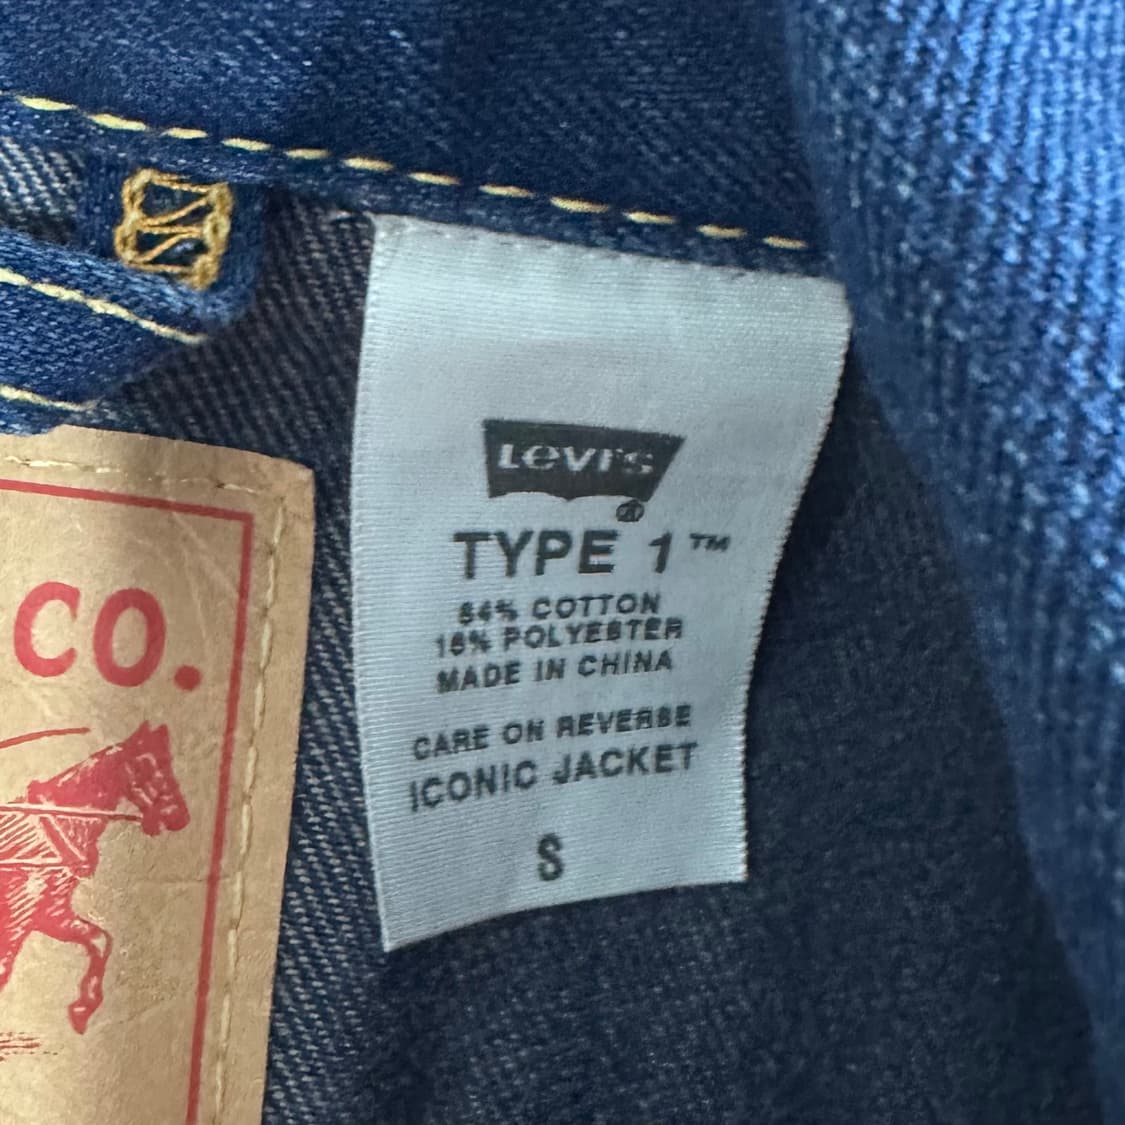 CO.
Levi's
®
TYPE 1™
84% COTTON
16% POLYESTER
MADE IN CHINA
CARE ON REVERSE
ICONIC JACKET
S